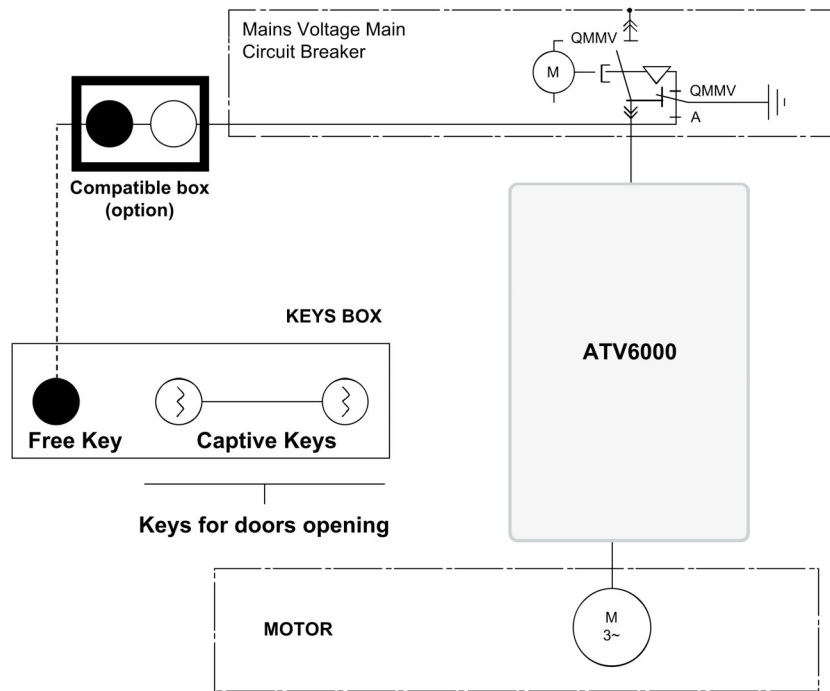 Mains Voltage Main
Circuit Breaker
QMMV
M
QMMV
A
Compatible box
(option)
KEYS BOX
ATV6000
Free Key
Captive Keys
Keys for doors opening
MOTOR
M
3~